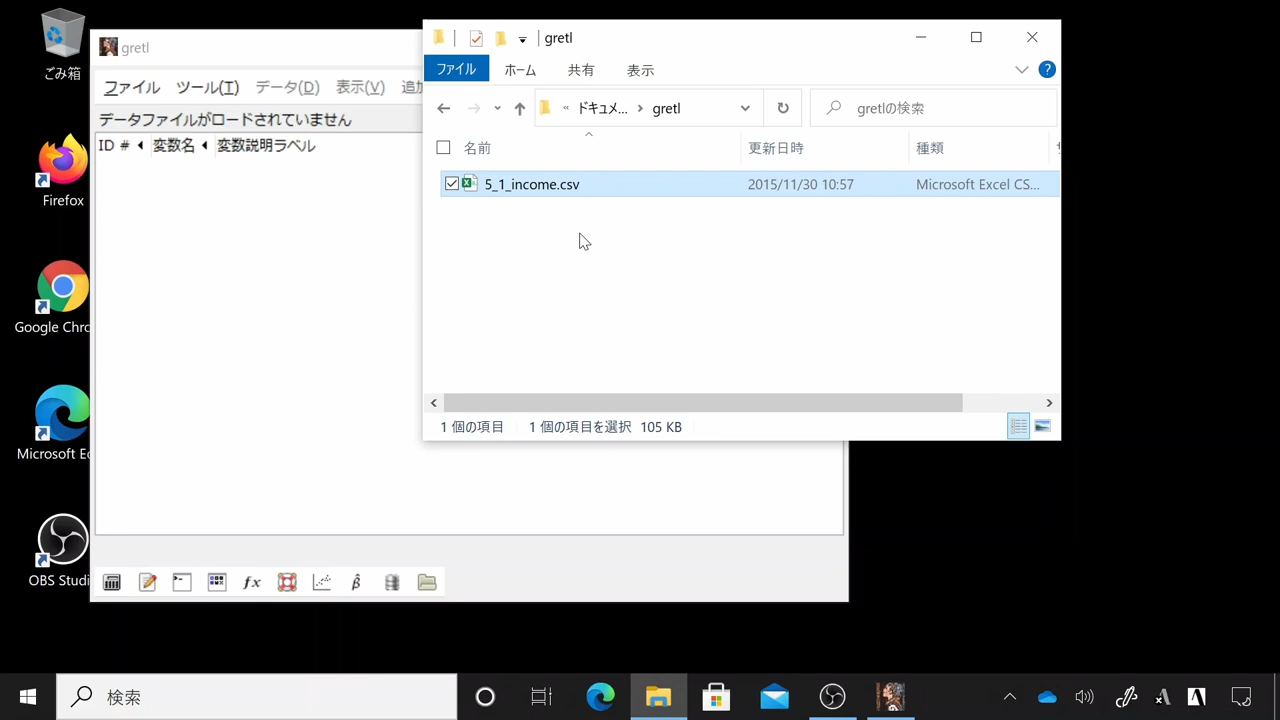 ごみ箱
Firefox
Google Chro
Microsoft Ed
OBS Studi
gretl
ファイル ツール(T) データ(D) 表示(V) 追加
データファイルがロードされていません
ID # 変数名 変数説明ラベル
gretl
ファイル ホーム 共有 表示
« ドキュメ... › gretl
gretlの検索
名前 更新日時 種類
5_1_income.csv 2015/11/30 10:57 Microsoft Excel CS...
1 個の項目 1 個の項目を選択 105 KB
fx
β̂
検索